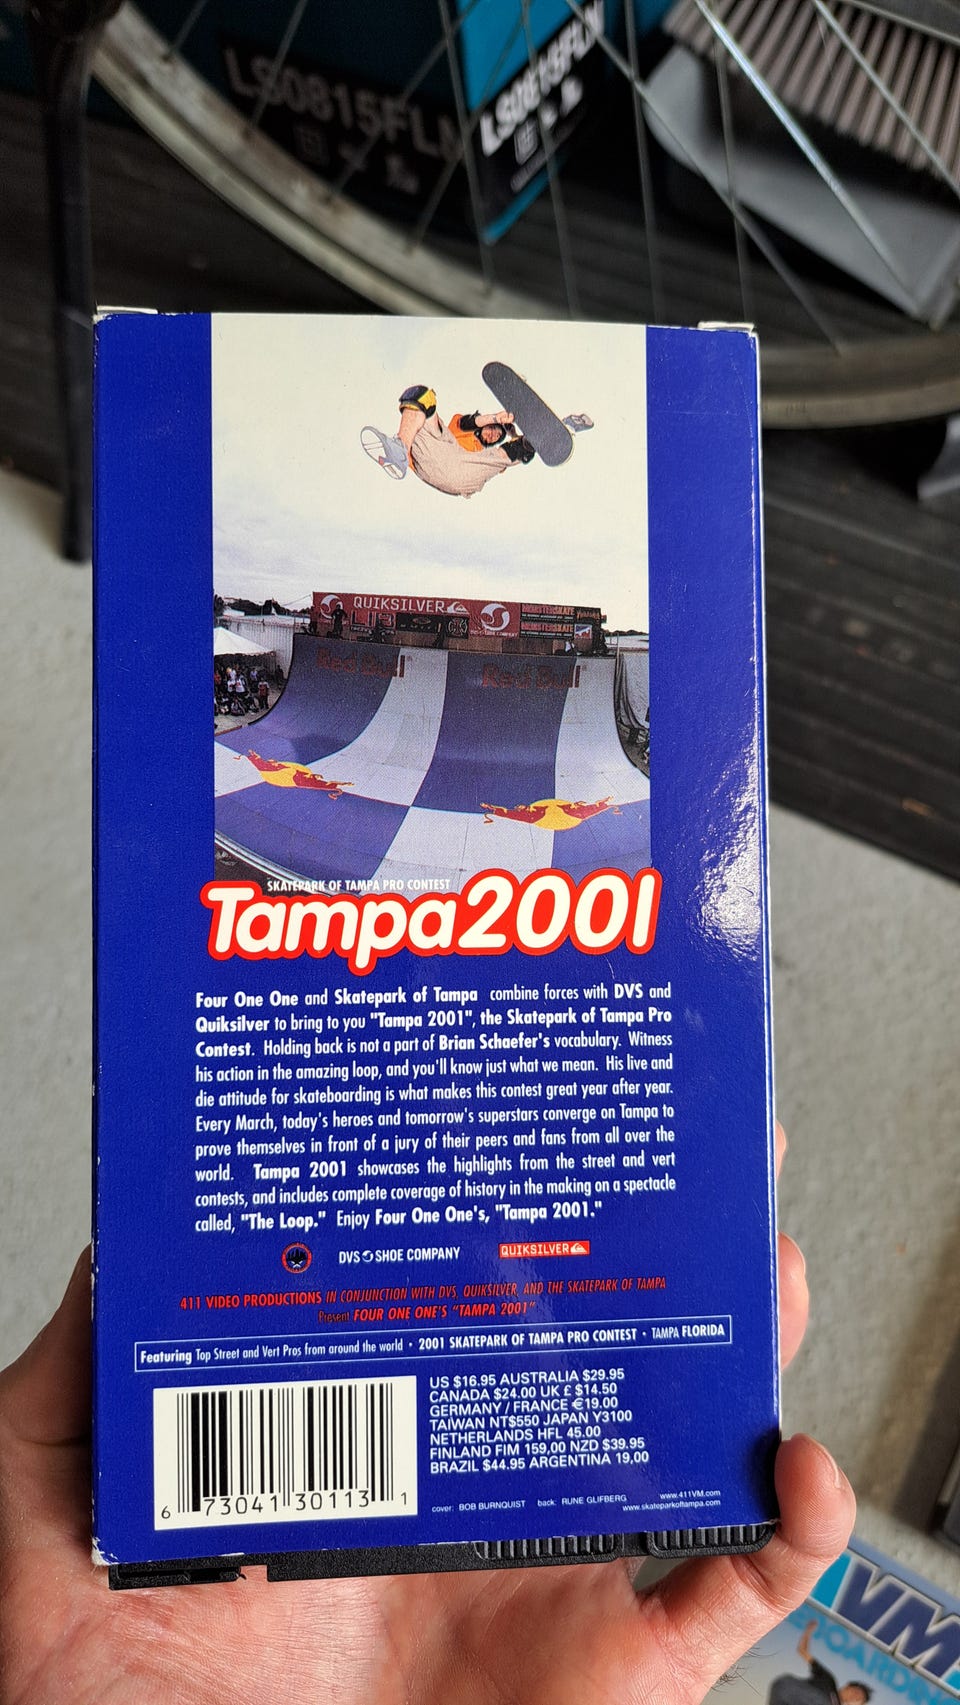 LS0815FLN
LS0815FLN
QUIKSILVER
MONSTERSKATE
MONSTERSKATE
Red Bull
Red Bull
SKATEPARK OF TAMPA PRO CONTEST
Tampa2001
Four One One and Skatepark of Tampa combine forces with DVS and
Quiksilver to bring to you "Tampa 2001", the Skatepark of Tampa Pro
Contest. Holding back is not a part of Brian Schaefer's vocabulary. Witness
his action in the amazing loop, and you'll know just what we mean. His live and
die attitude for skateboarding is what makes this contest great year after year.
Every March, today's heroes and tomorrow's superstars converge on Tampa to
prove themselves in front of a jury of their peers and fans from all over the
world. Tampa 2001 showcases the highlights from the street and vert
contests, and includes complete coverage of history in the making on a spectacle
called, "The Loop." Enjoy Four One One's, "Tampa 2001."
DVS SHOE COMPANY
QUIKSILVER
411 VIDEO PRODUCTIONS IN CONJUNCTION WITH DVS, QUIKSILVER, AND THE SKATEPARK OF TAMPA
Present FOUR ONE ONE'S "TAMPA 2001"
Featuring Top Street and Vert Pros from around the world • 2001 SKATEPARK OF TAMPA PRO CONTEST • TAMPA FLORIDA
US $16.95 AUSTRALIA $29.95
CANADA $24.00 UK £ $14.50
GERMANY / FRANCE €19.00
TAIWAN NT$550 JAPAN Y3100
NETHERLANDS HFL 45.00
FINLAND FIM 159,00 NZD $39.95
BRAZIL $44.95 ARGENTINA 19,00
6 73041 30113 1
cover: BOB BURNQUIST back: RUNE GLIFBERG
www.411VM.com
www.skateparkoftampa.com
VM